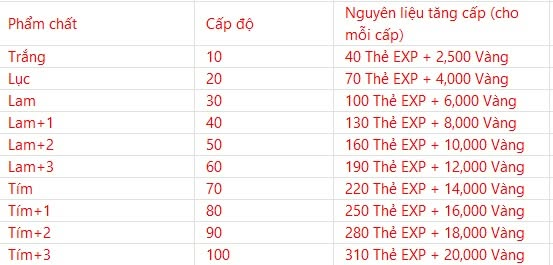 Phẩm chất Cấp độ Nguyên liệu tăng cấp (cho
mỗi cấp)
Trắng 10 40 Thẻ EXP + 2,500 Vàng
Lục 20 70 Thẻ EXP + 4,000 Vàng
Lam 30 100 Thẻ EXP + 6,000 Vàng
Lam+1 40 130 Thẻ EXP + 8,000 Vàng
Lam+2 50 160 Thẻ EXP + 10,000 Vàng
Lam+3 60 190 Thẻ EXP + 12,000 Vàng
Tím 70 220 Thẻ EXP + 14,000 Vàng
Tím+1 80 250 Thẻ EXP + 16,000 Vàng
Tím+2 90 280 Thẻ EXP + 18,000 Vàng
Tím+3 100 310 Thẻ EXP + 20,000 Vàng